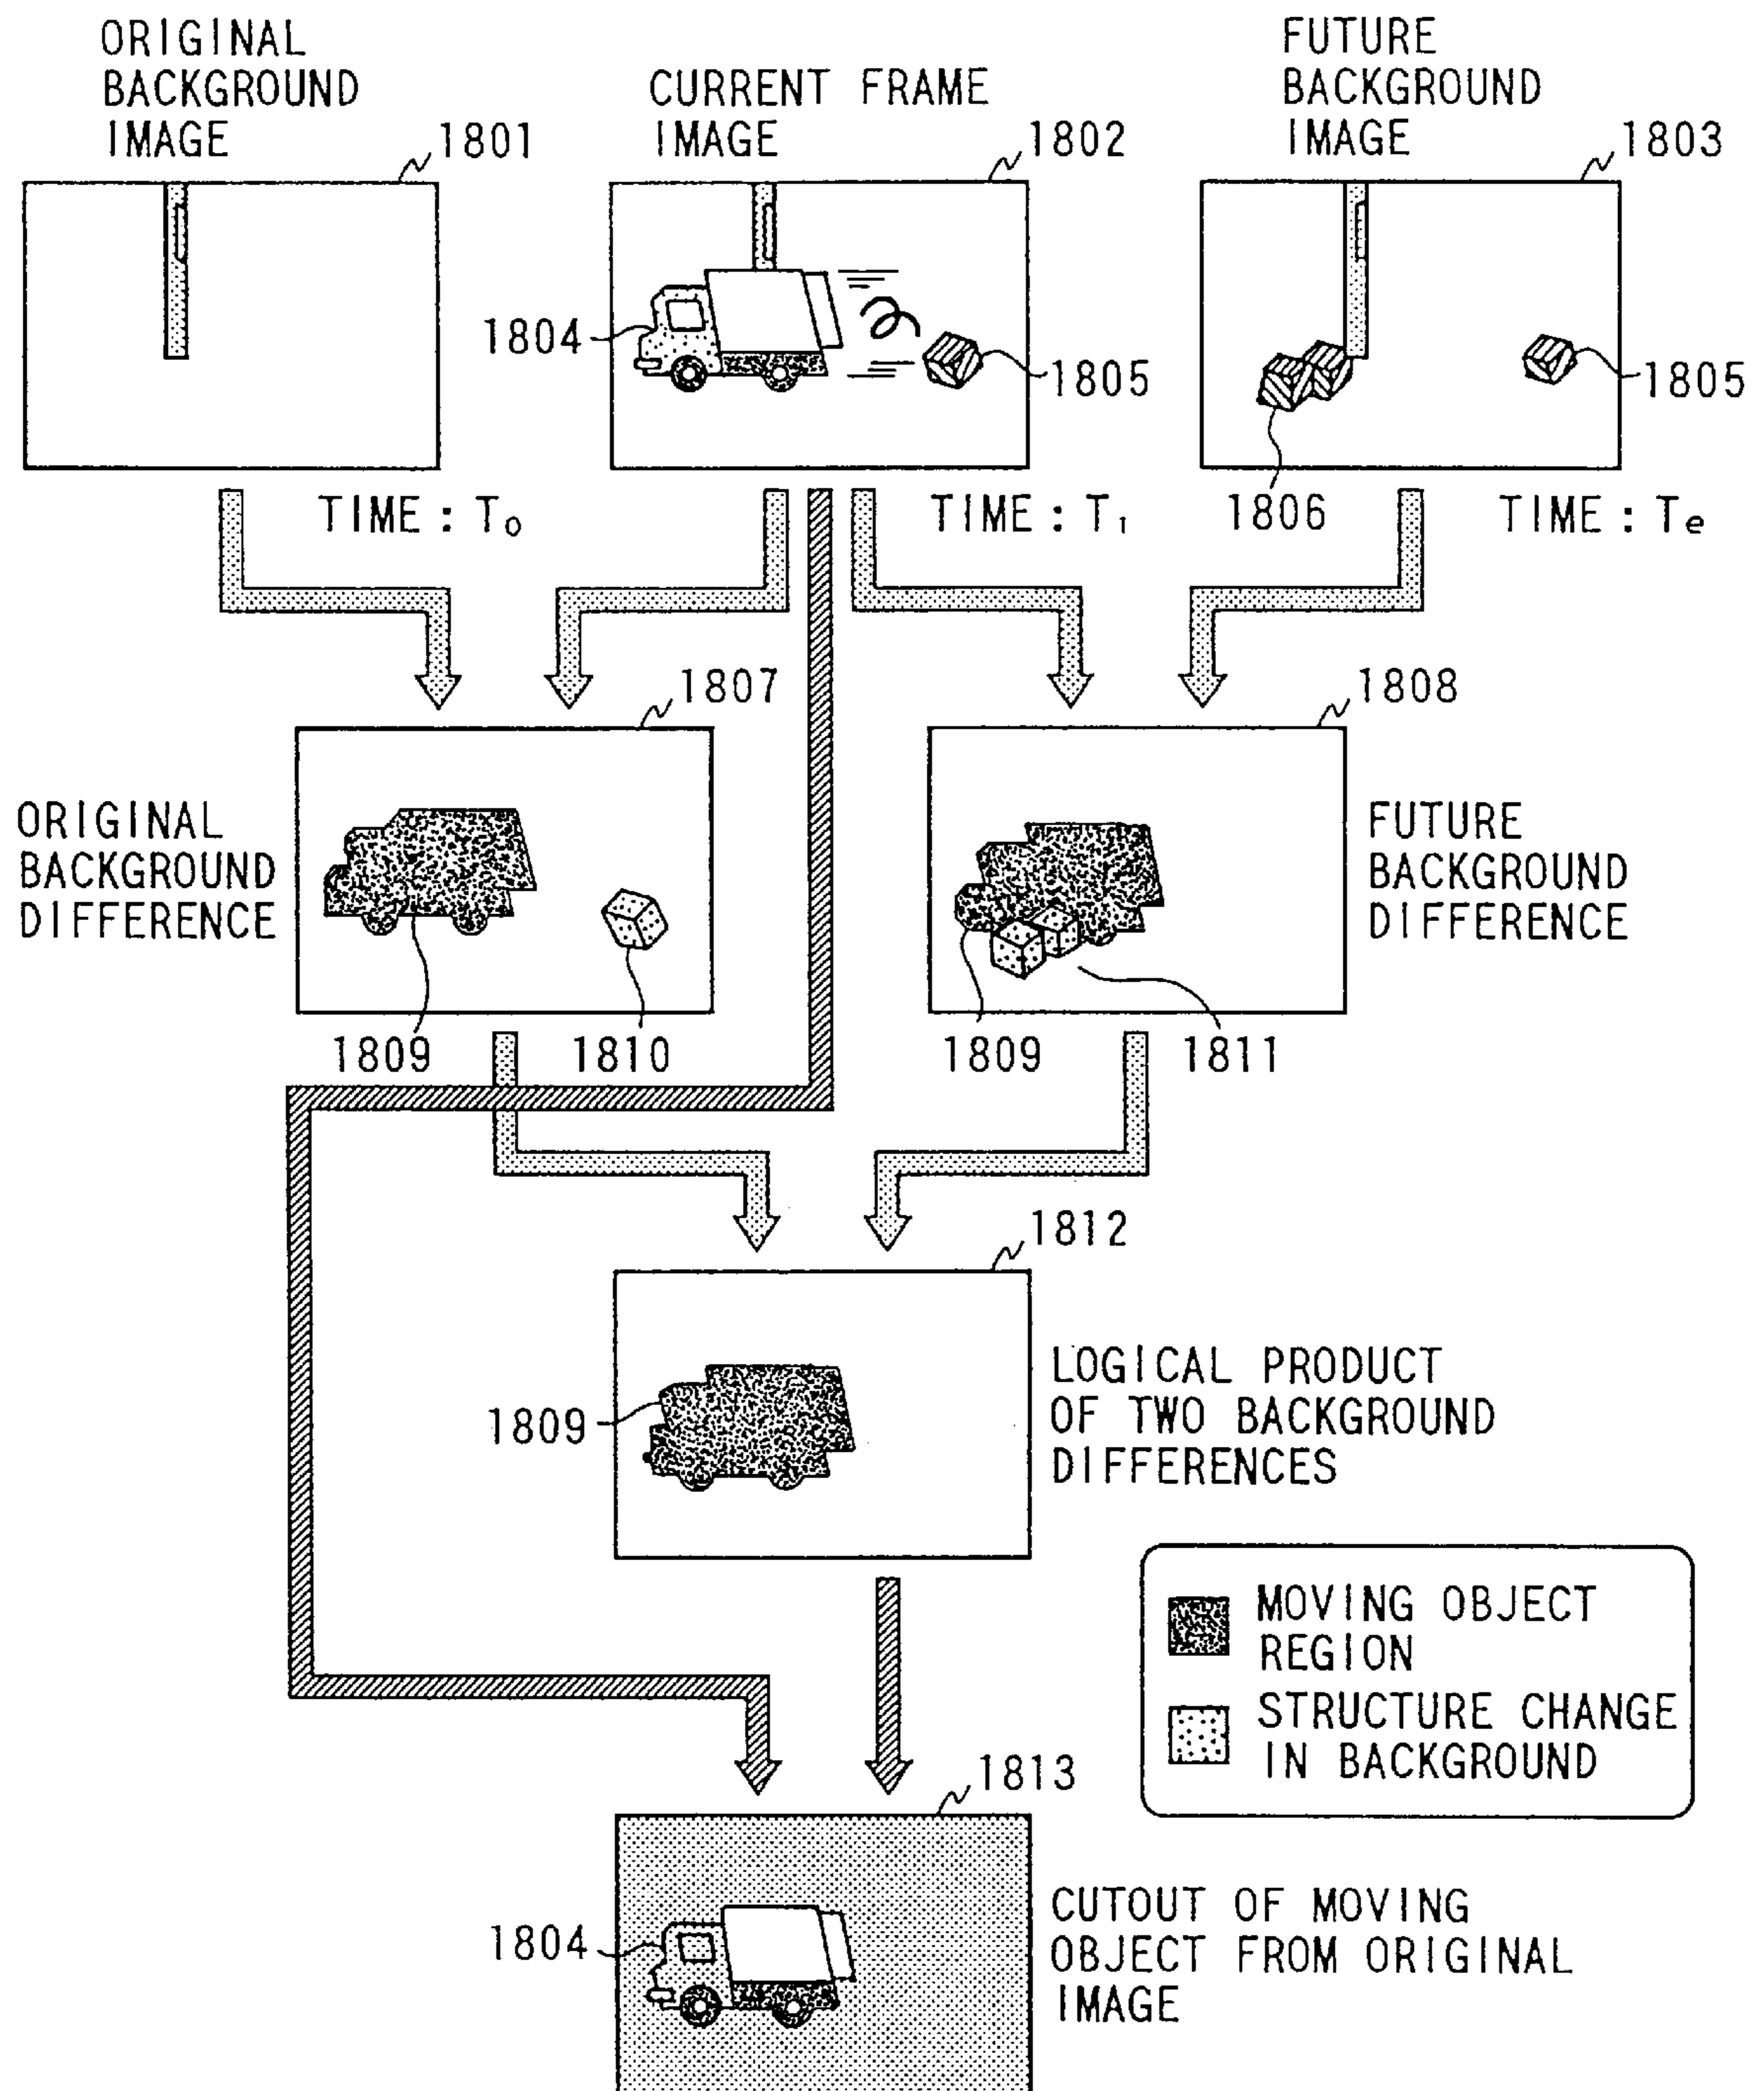 ORIGINAL
BACKGROUND
IMAGE
1801
CURRENT FRAME
IMAGE
1802
FUTURE
BACKGROUND
IMAGE
1803
1804
1805
1805
1806
TIME : T₀
TIME : T₁
TIME : Te
1807
1808
ORIGINAL
BACKGROUND
DIFFERENCE
FUTURE
BACKGROUND
DIFFERENCE
1809
1810
1809
1811
1812
1809
LOGICAL PRODUCT
OF TWO BACKGROUND
DIFFERENCES
MOVING OBJECT
REGION
STRUCTURE CHANGE
IN BACKGROUND
1813
1804
CUTOUT OF MOVING
OBJECT FROM ORIGINAL
IMAGE